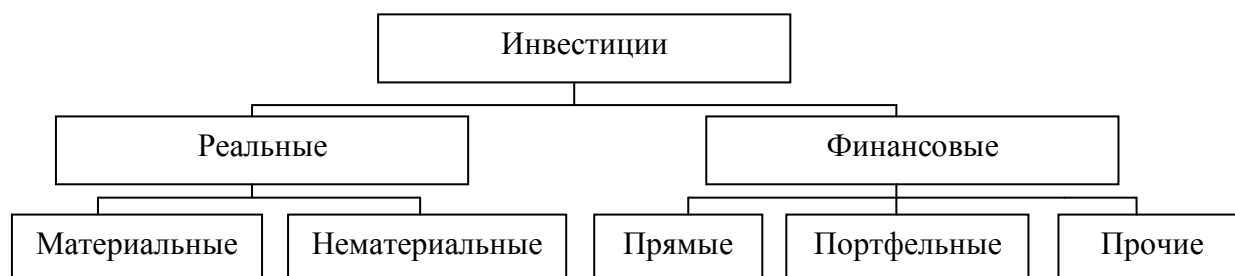 Инвестиции
Реальные
Финансовые
Материальные
Нематериальные
Прямые
Портфельные
Прочие